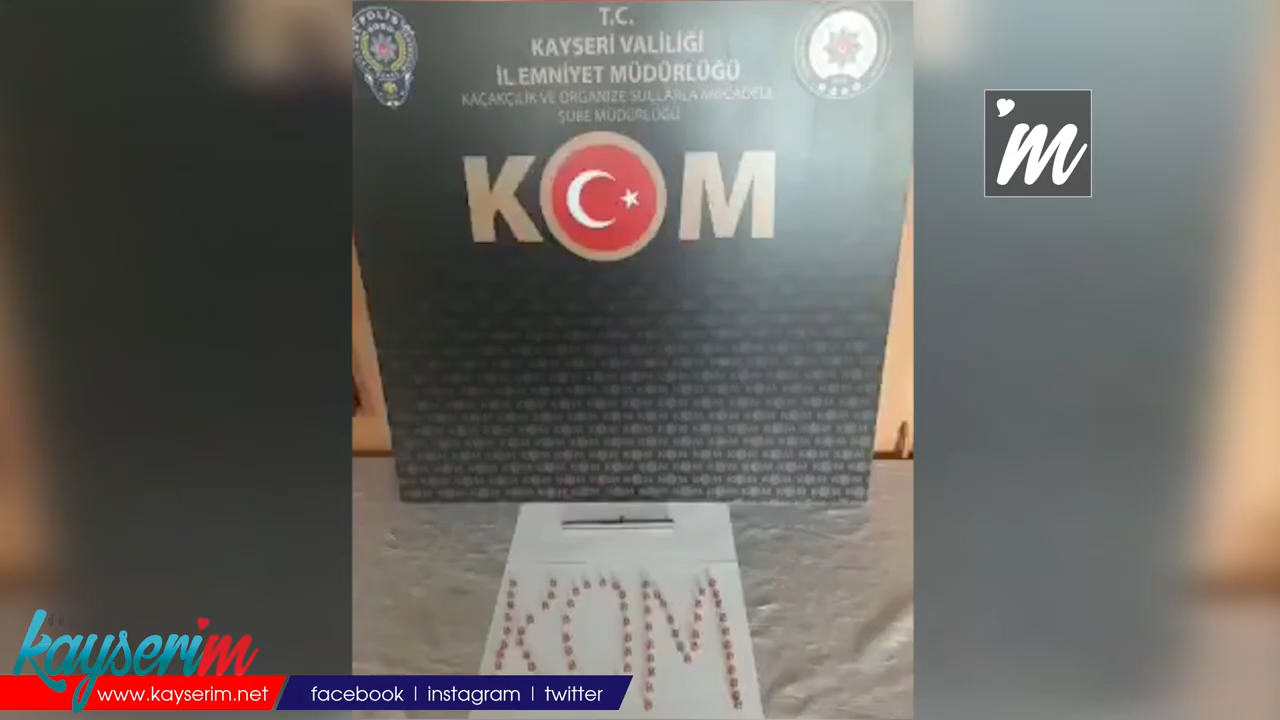 POLİS
T.C.
KAYSERİ VALİLİĞİ
İL EMNİYET MÜDÜRLÜĞÜ
KAÇAKÇILIK VE ORGANİZE SUÇLARLA MÜCADELE
ŞUBE MÜDÜRLÜĞÜ
KOM
'm
KOM
kayserim
www.kayserim.net
facebook | instagram | twitter